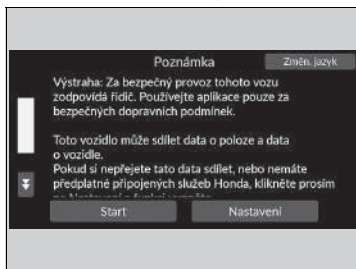 Poznámka
Změn. jazyk
Výstraha: Za bezpečný provoz tohoto vozu
zodpovídá řidič. Používejte aplikace pouze za
bezpečných dopravních podmínek.
Toto vozidlo může sdílet data o poloze a data
o vozidle.
Pokud si nepřejete tato data sdílet, nebo nemáte
předplatné připojených služeb Honda, klikněte prosím
Start
Nastavení